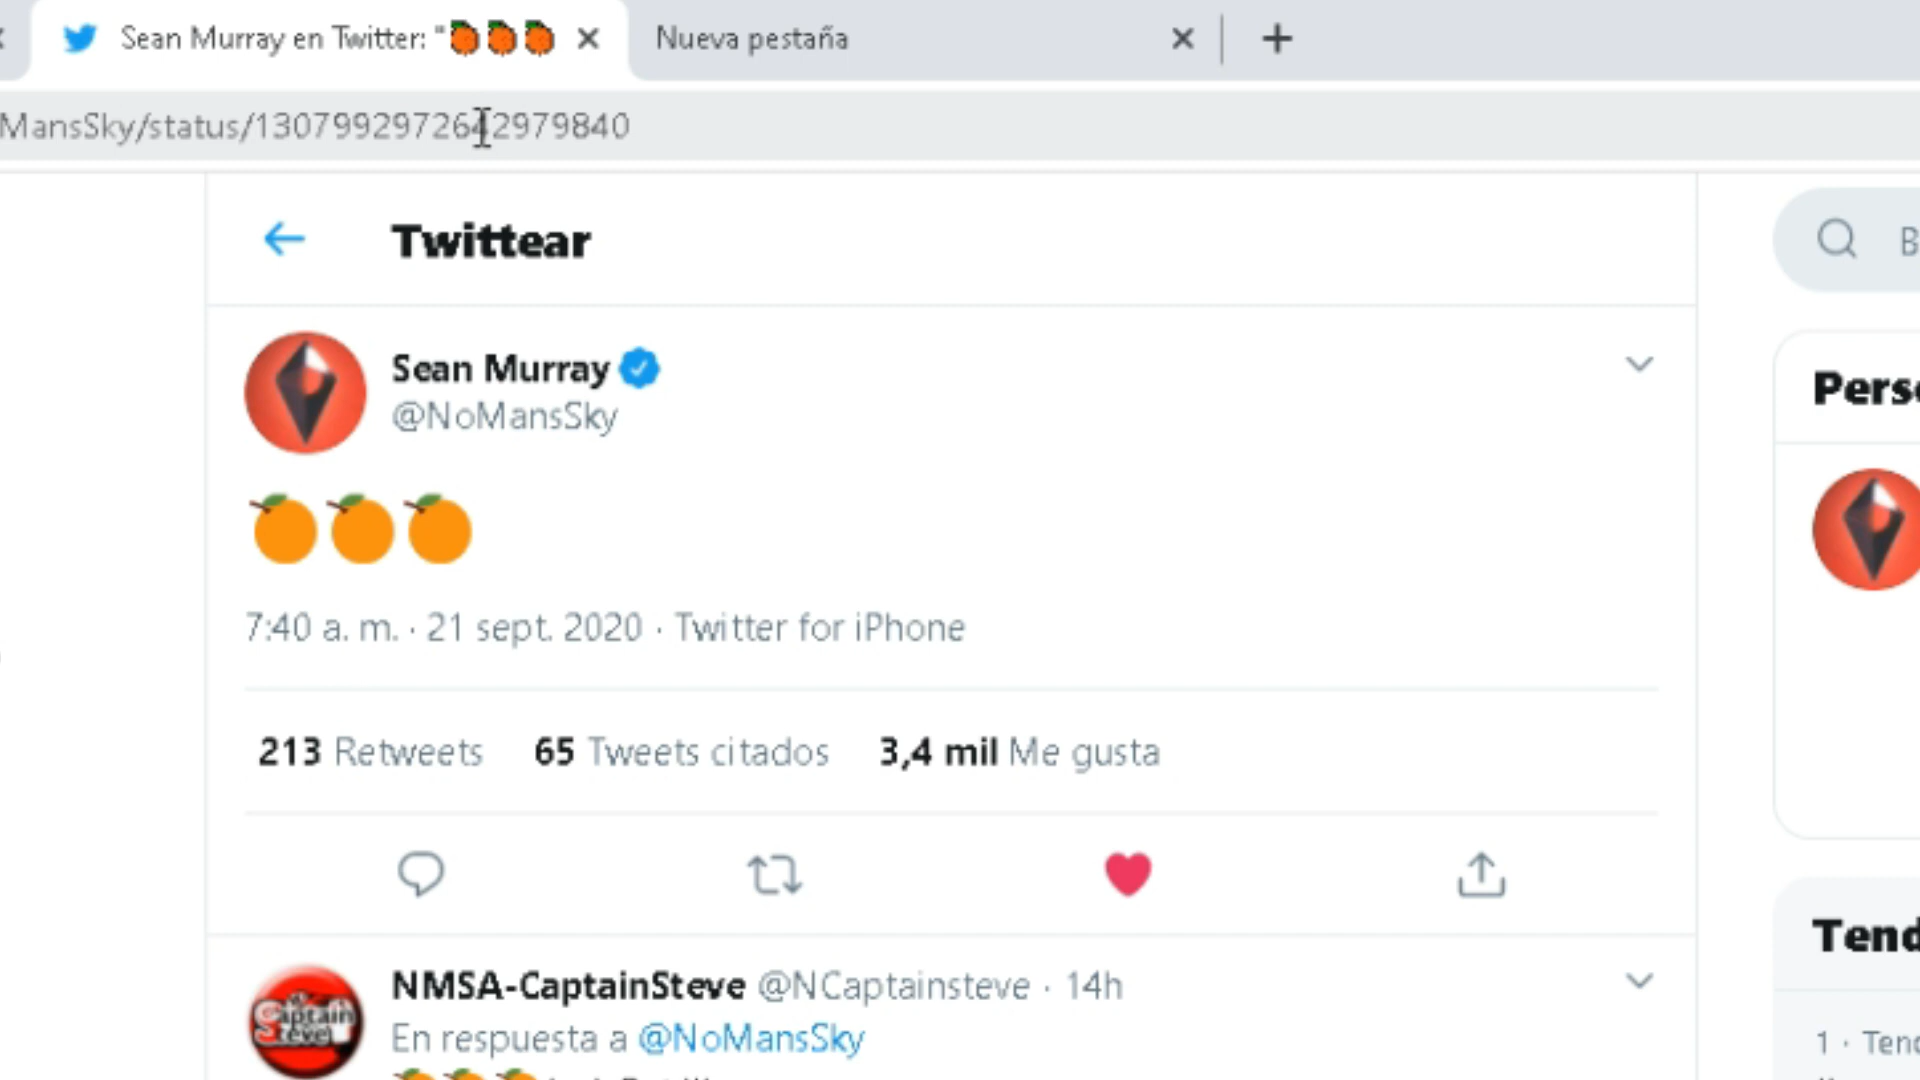 Sean Murray en Twitter: "🍊🍊🍊
Nueva pestaña
MansSky/status/1307992972642979840
Twittear
B
Sean Murray
@NoMansSky
🍊🍊🍊
7:40 a. m. · 21 sept. 2020 · Twitter for iPhone
213 Retweets 65 Tweets citados 3,4 mil Me gusta
NMSA-CaptainSteve @NCaptainsteve · 14h
En respuesta a @NoMansSky
Captain
Steve
Pers
Tend
1 · Tend